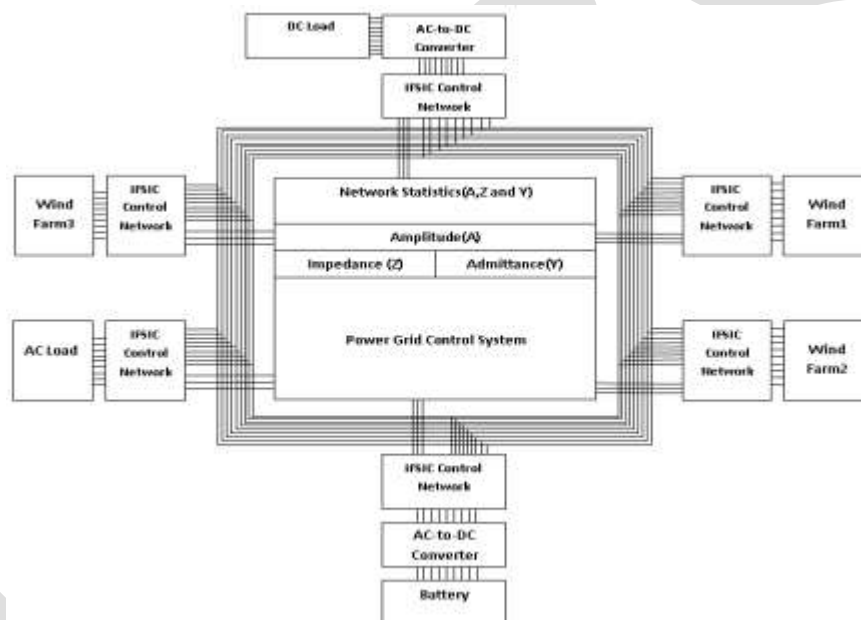 DC Load
AC-to-DC
Converter
IFSIC Control
Network
Wind
Farm3
IFSIC
Control
Network
Network Statistics(A,Z and Y)
Amplitude(A)
Impedance (Z)
Admittance(Y)
IFSIC
Control
Network
Wind
Farm1
AC Load
IFSIC
Control
Network
Power Grid Control System
IFSIC
Control
Network
Wind
Farm2
IFSIC Control
Network
AC-to-DC
Converter
Battery